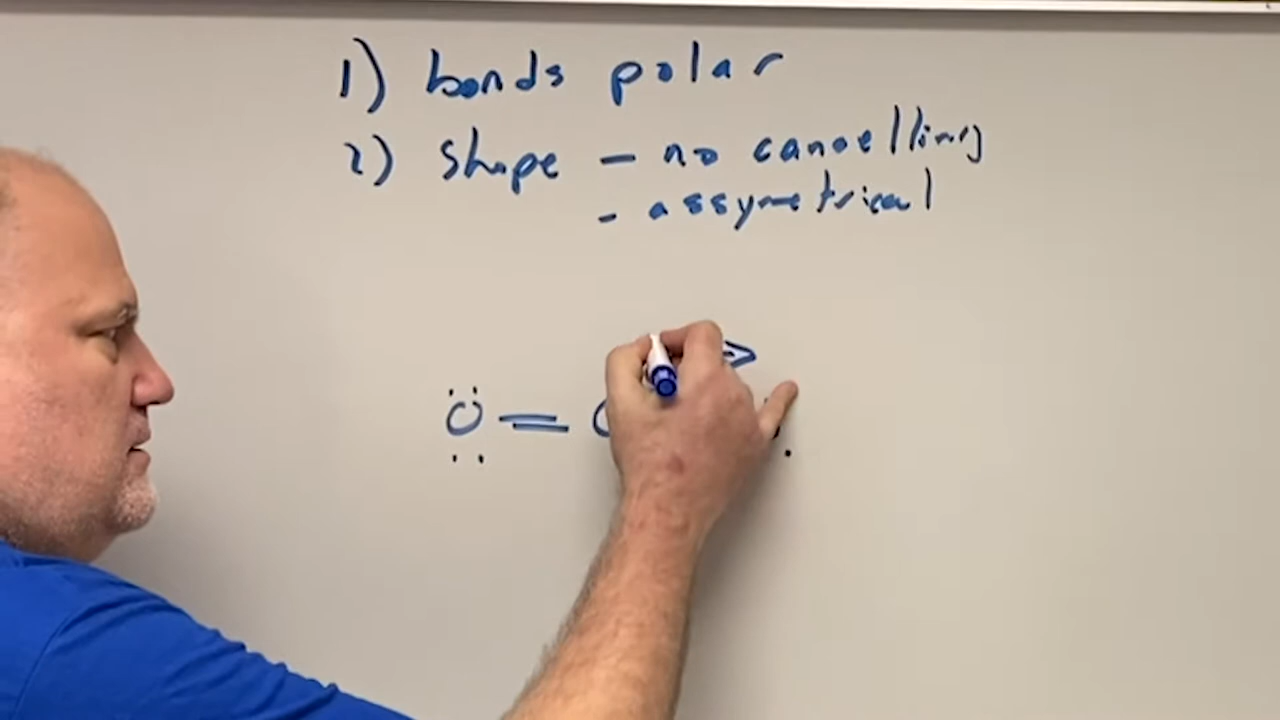 1) bonds polar
2) shape - no cancelling
- assymetrical
O = C